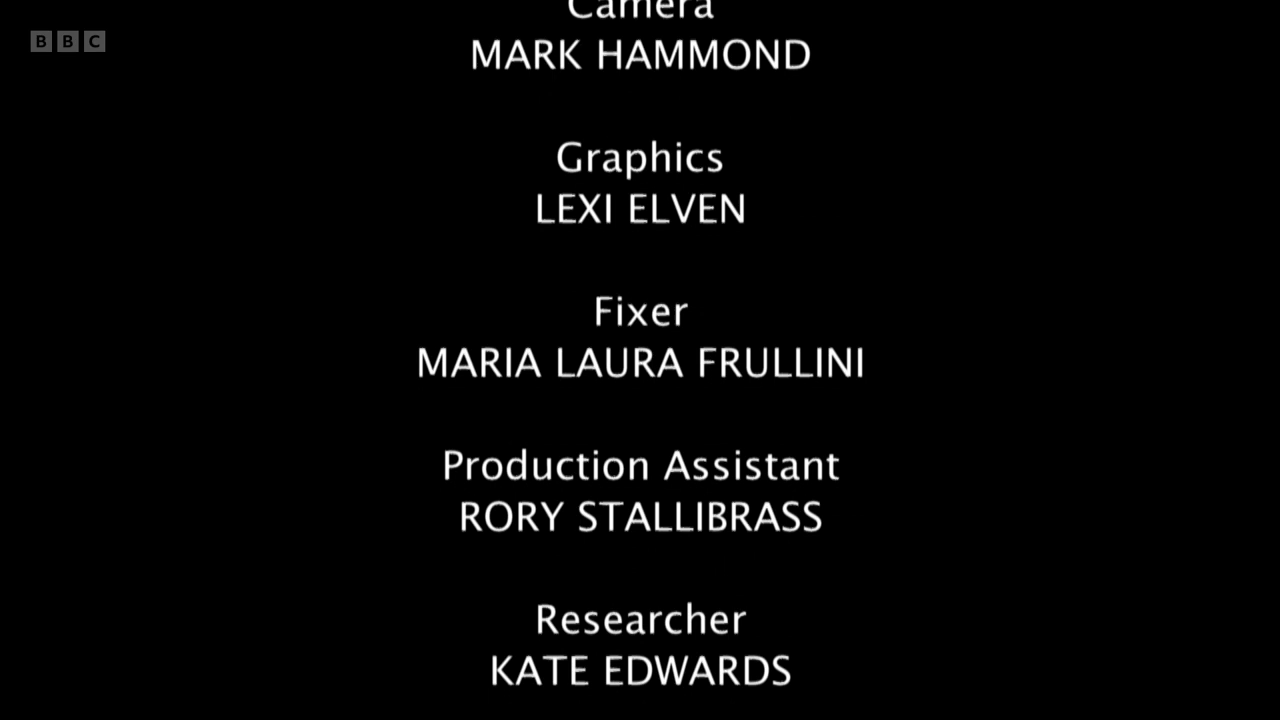 Camera
BBC
MARK HAMMOND
Graphics
LEXI ELVEN
Fixer
MARIA LAURA FRULLINI
Production Assistant
RORY STALLIBRASS
Researcher
KATE EDWARDS